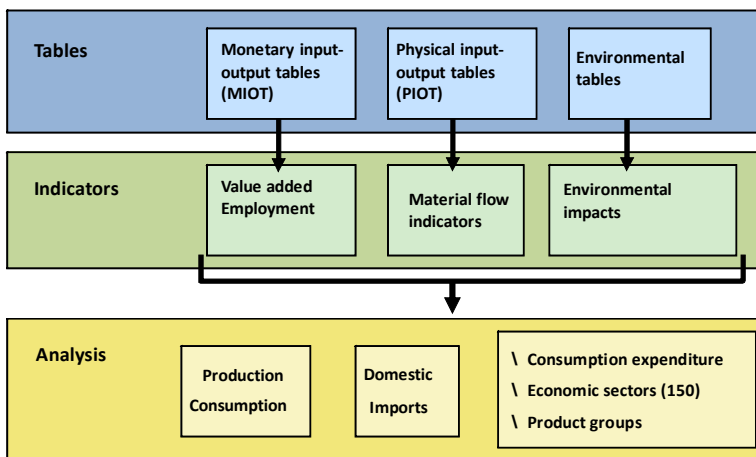 Tables
Monetary input-
output tables
(MIOT)
Physical input-
output tables
(PIOT)
Environmental
tables
Indicators
Value added
Employment
Material flow
indicators
Environmental
impacts
Analysis
Production
Consumption
Domestic
Imports
\ Consumption expenditure
\ Economic sectors (150)
\ Product groups